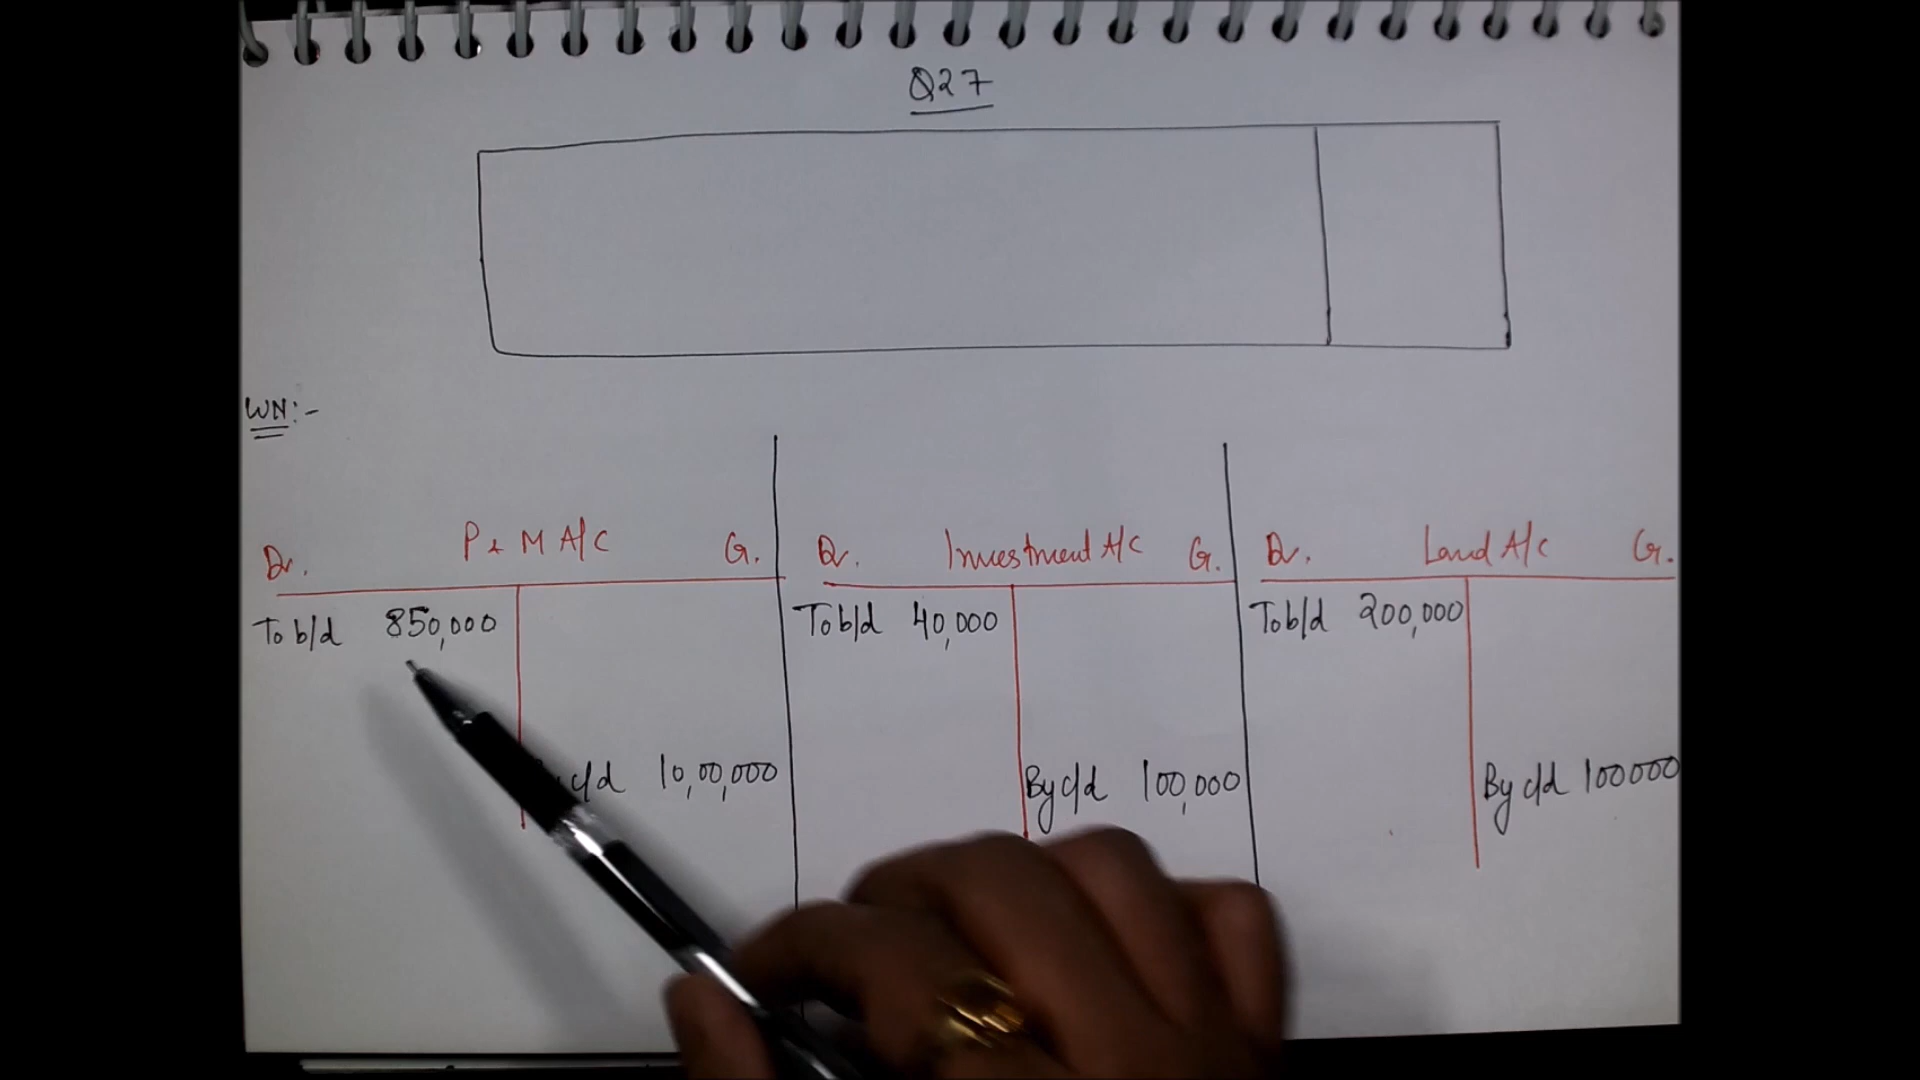 Q27
WN:-
Dr. P & M A/C Cr.
To b/d 850,000
c/d 10,00,000
Dr. Investment A/C Cr.
To b/d 40,000
By c/d 100,000
Dr. Land A/C Cr.
To b/d 200,000
By c/d 100000